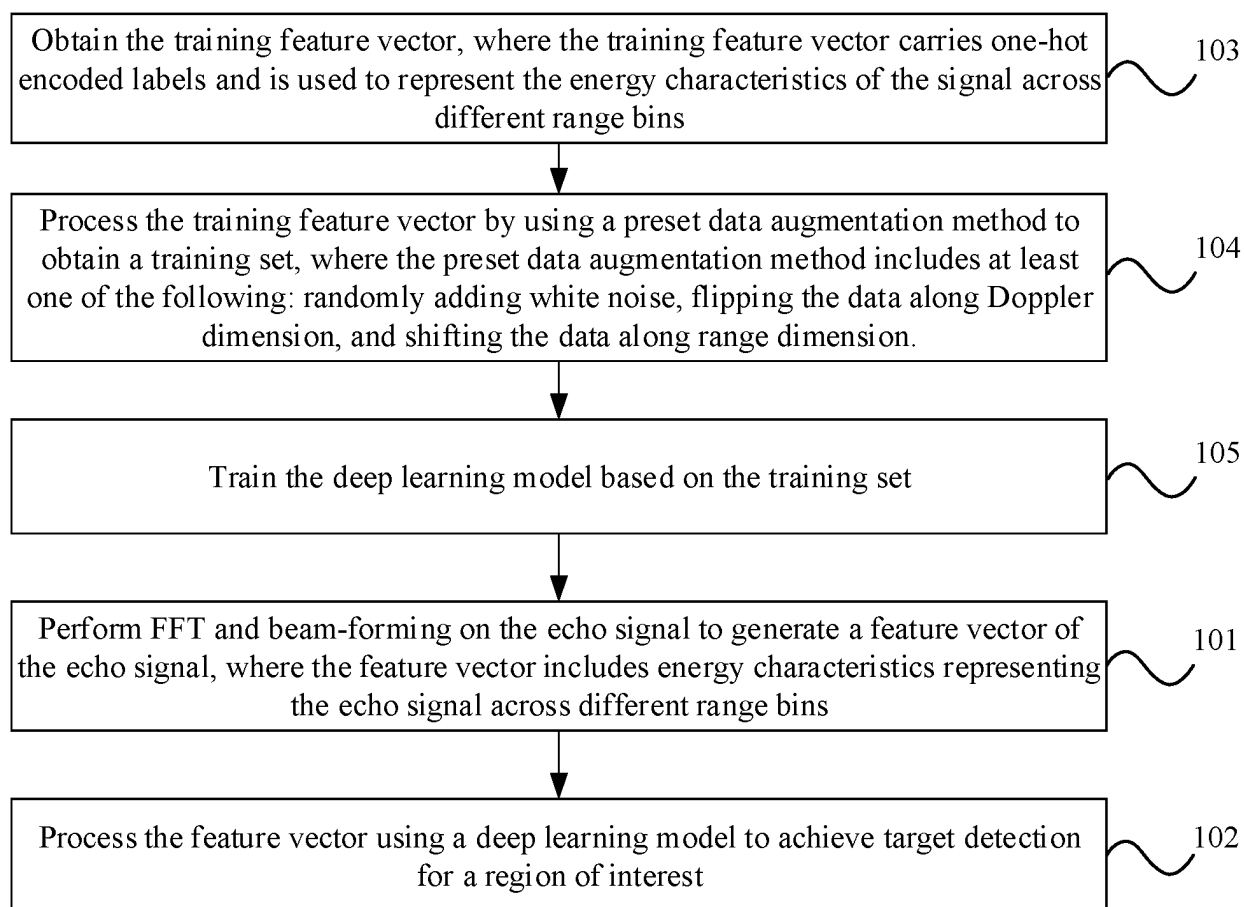 Obtain the training feature vector, where the training feature vector carries one-hot
encoded labels and is used to represent the energy characteristics of the signal across
different range bins
103
Process the training feature vector by using a preset data augmentation method to
obtain a training set, where the preset data augmentation method includes at least
one of the following: randomly adding white noise, flipping the data along Doppler
dimension, and shifting the data along range dimension.
104
Train the deep learning model based on the training set
105
Perform FFT and beam-forming on the echo signal to generate a feature vector of
the echo signal, where the feature vector includes energy characteristics representing
the echo signal across different range bins
101
Process the feature vector using a deep learning model to achieve target detection
for a region of interest
102